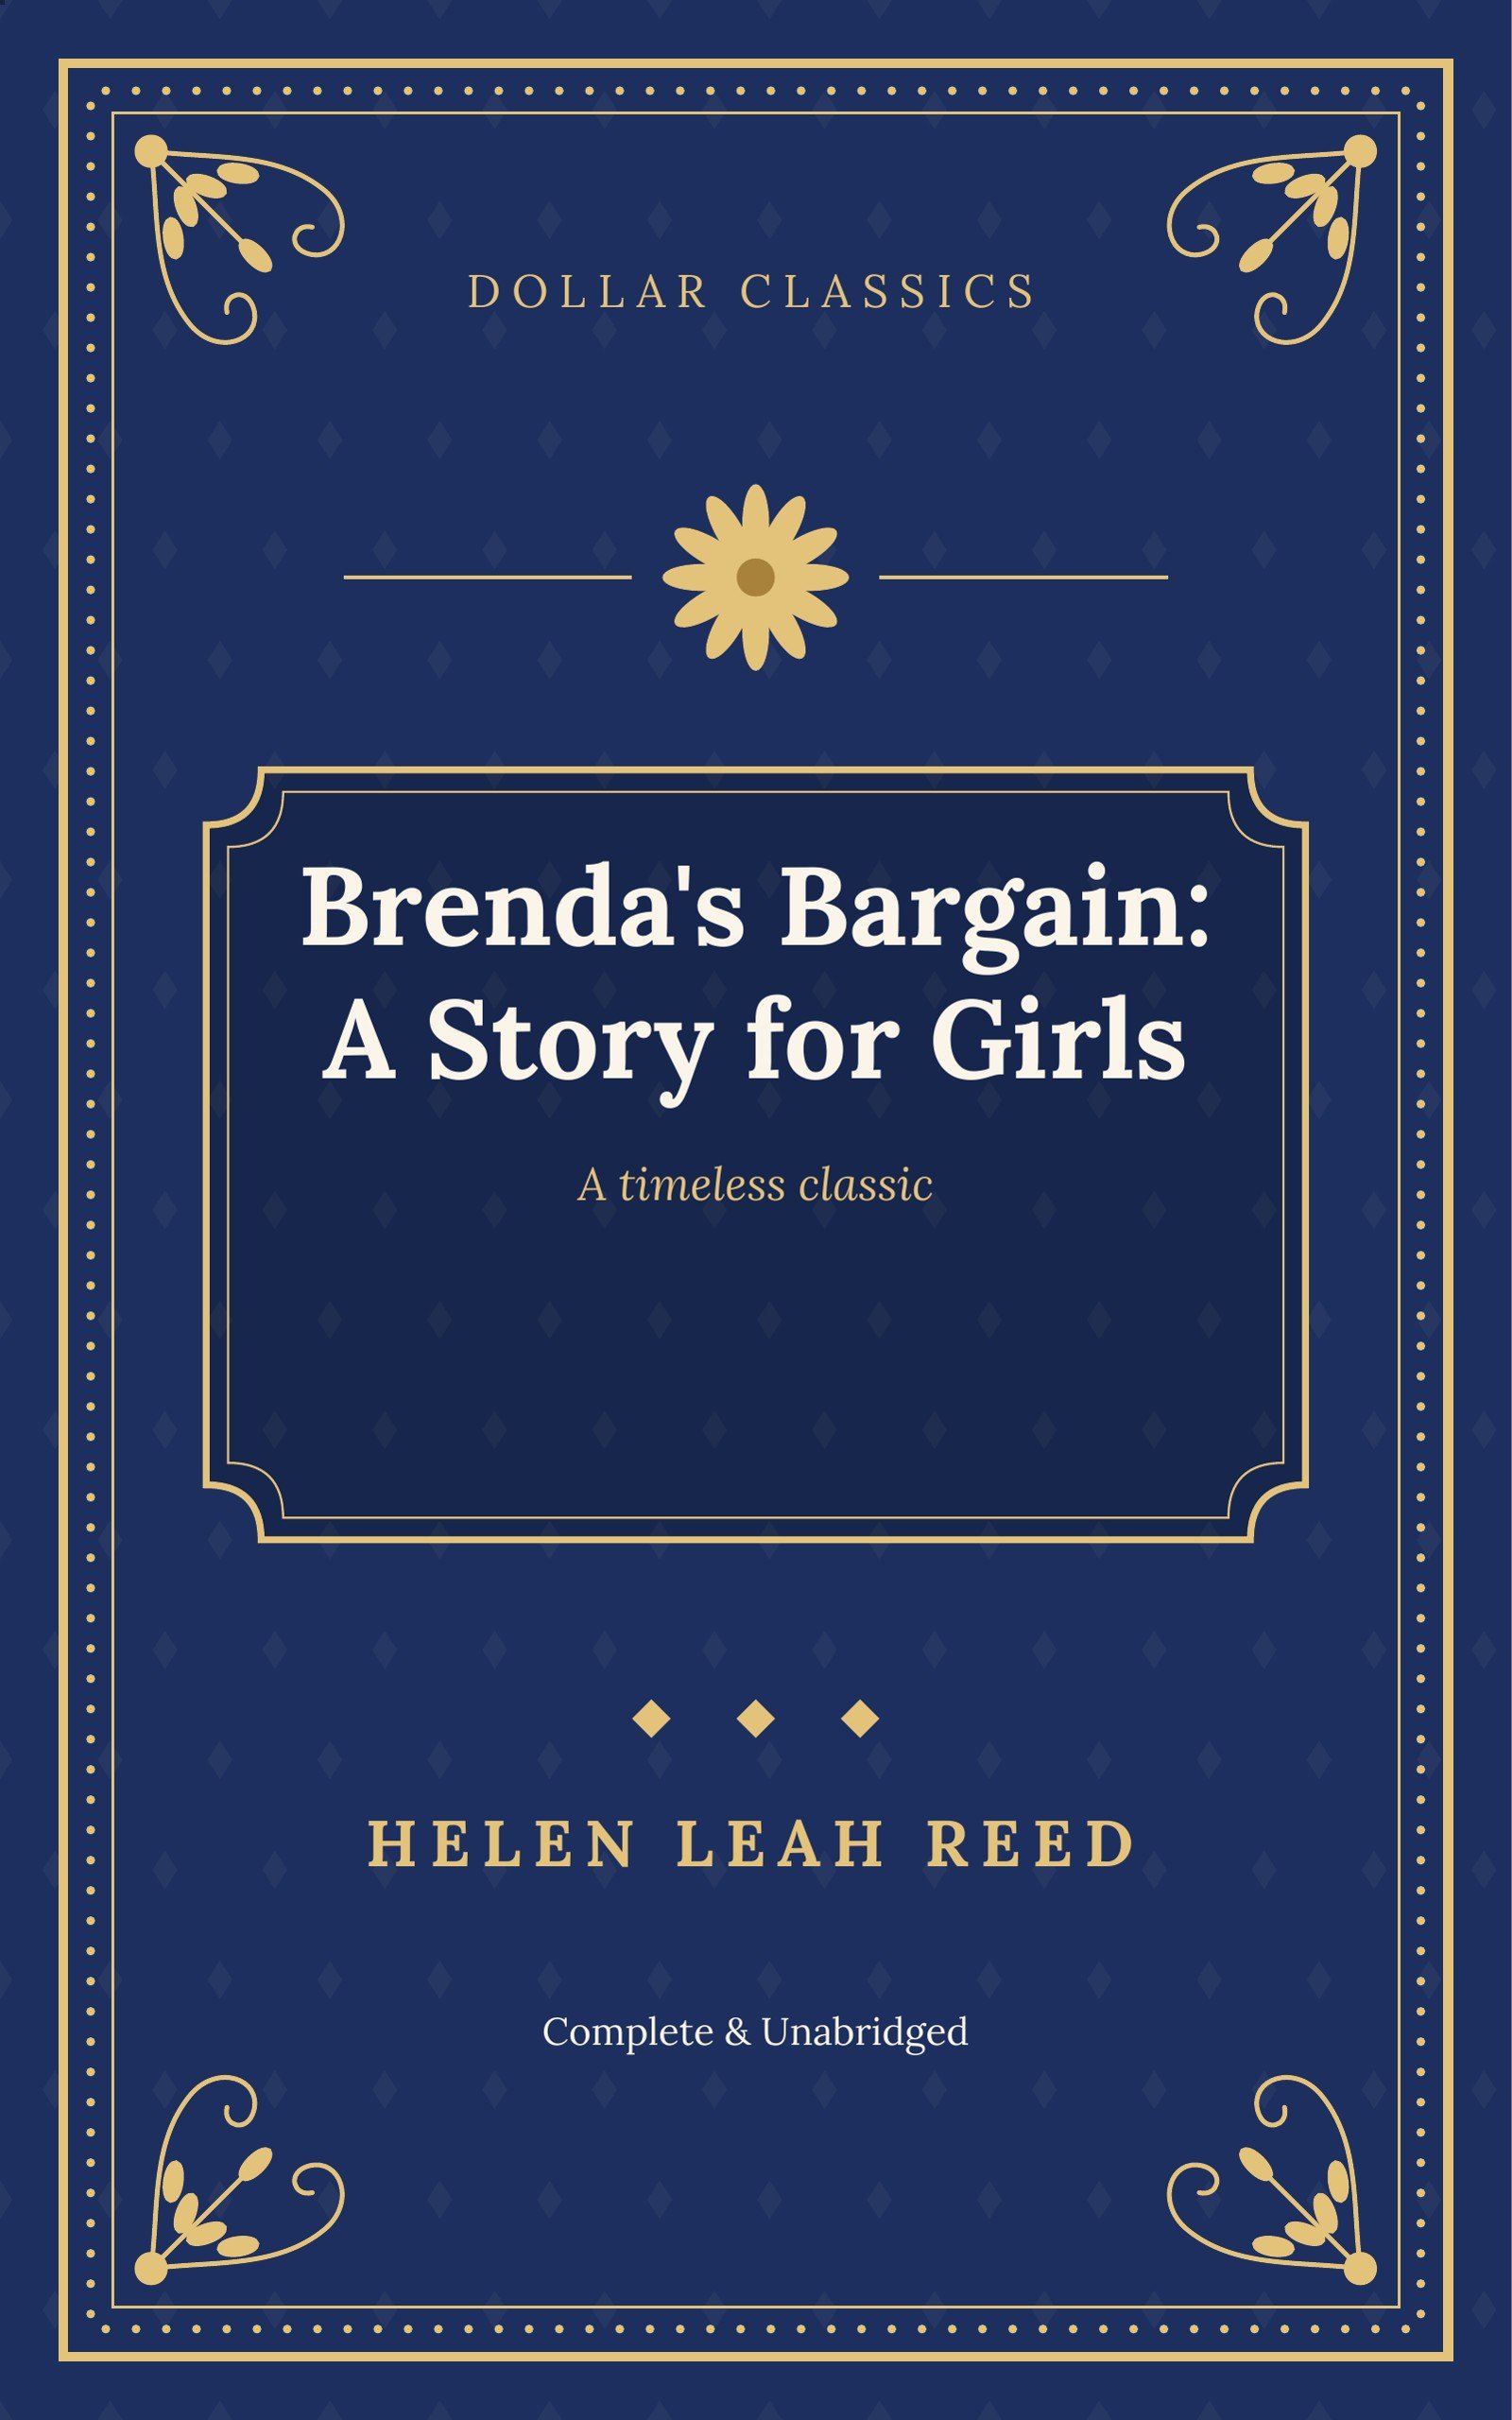 DOLLAR CLASSICS
Brenda's Bargain:
A Story for Girls
A timeless classic
HELEN LEAH REED
Complete & Unabridged